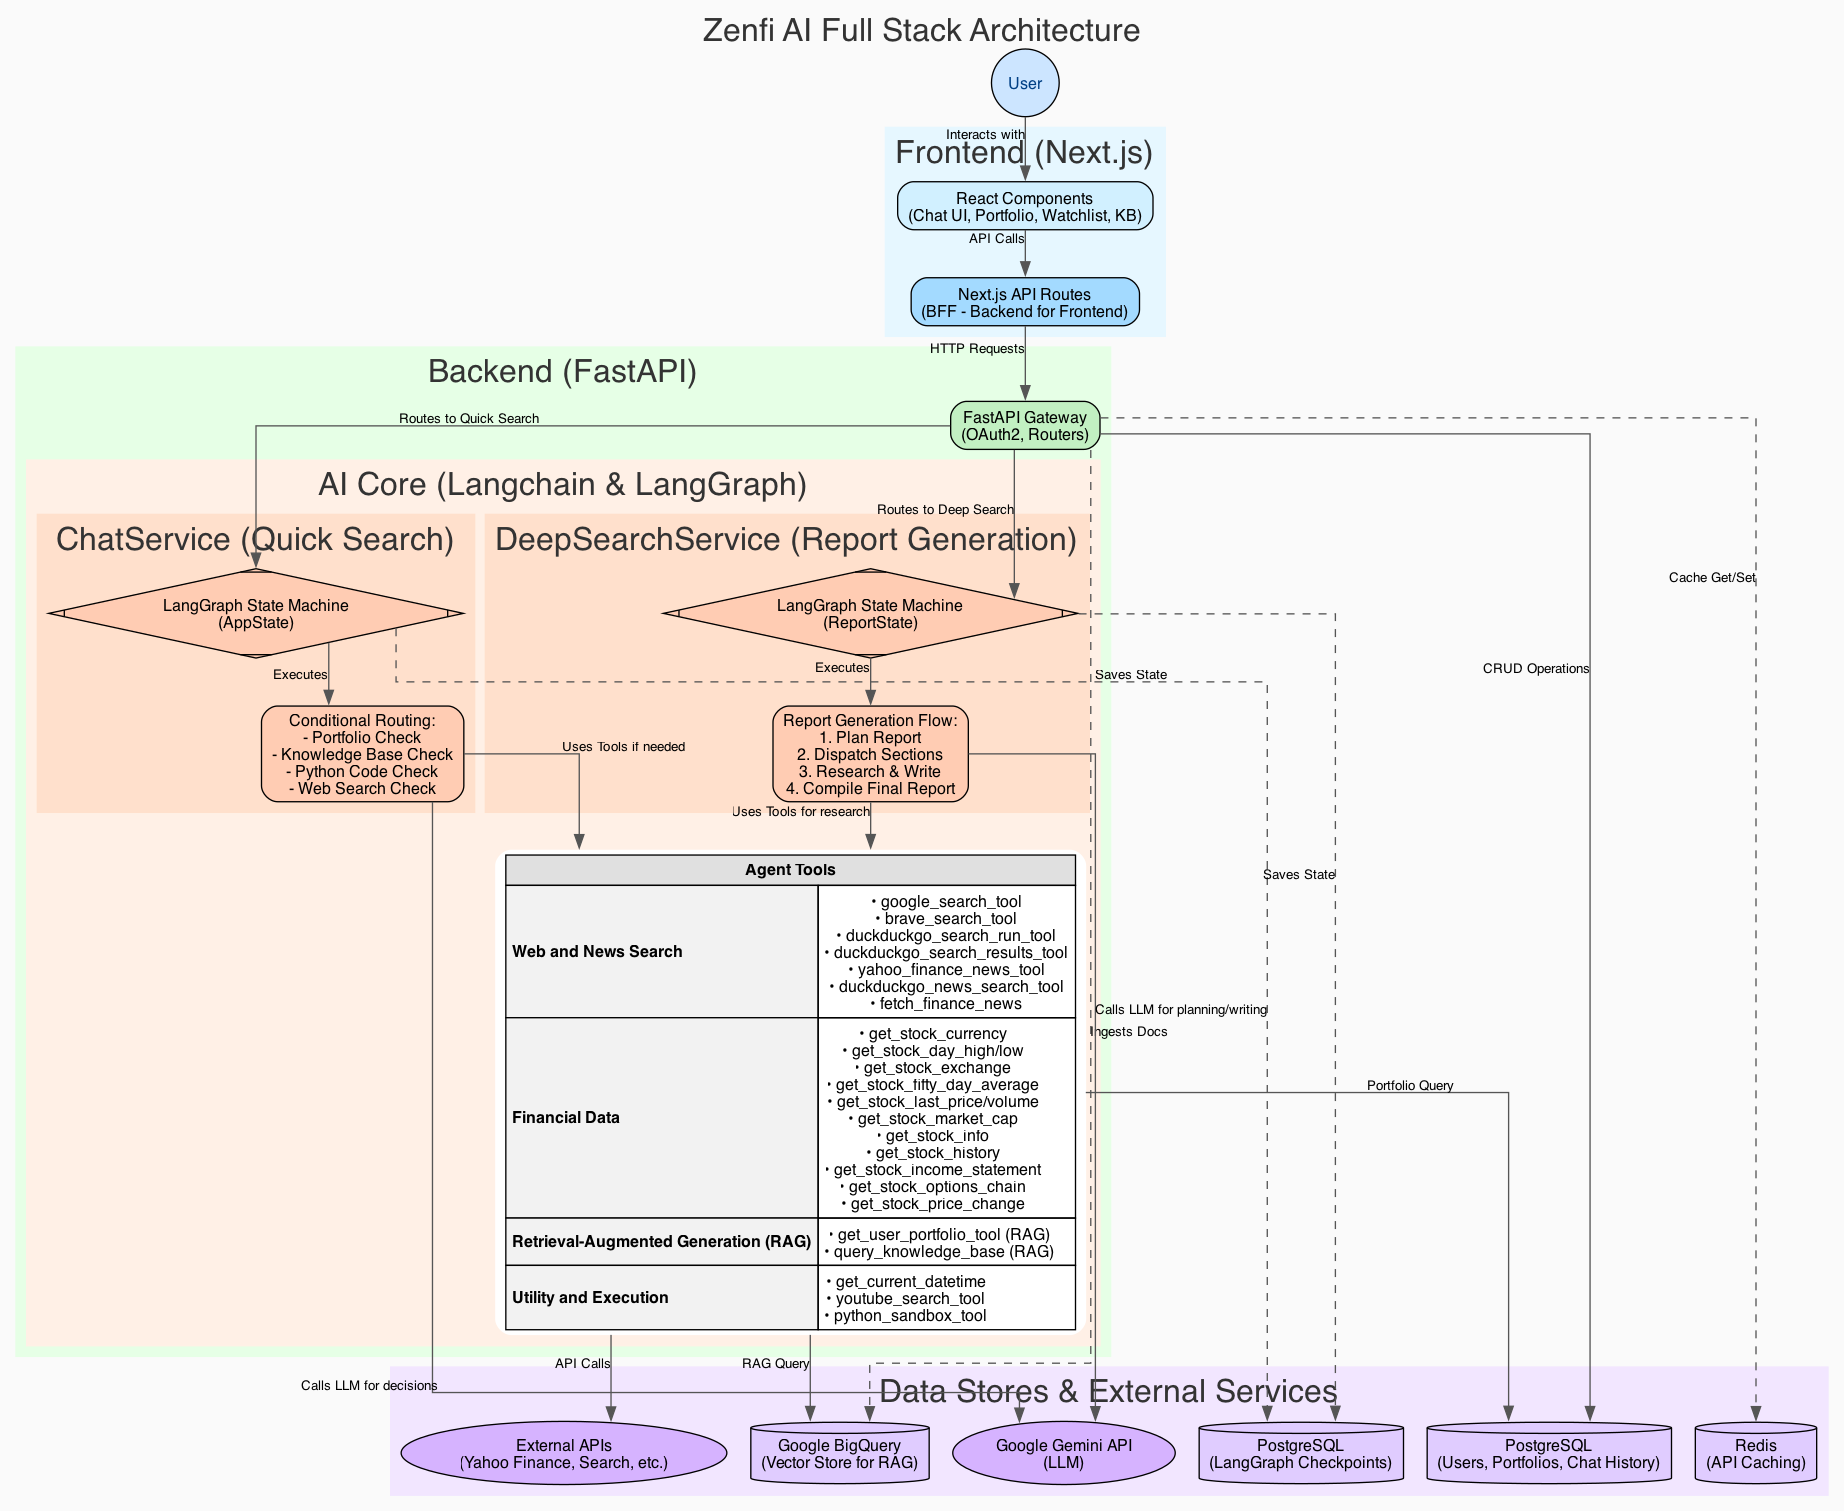 Zenfi AI Full Stack Architecture
User
Interacts with
Frontend (Next.js)
React Components
(Chat UI, Portfolio, Watchlist, KB)
API Calls
Next.js API Routes
(BFF - Backend for Frontend)
HTTP Requests
Backend (FastAPI)
FastAPI Gateway
(OAuth2, Routers)
Routes to Quick Search
AI Core (Langchain & LangGraph)
Routes to Deep Search
ChatService (Quick Search)
DeepSearchService (Report Generation)
Cache Get/Set
LangGraph State Machine
(AppState)
LangGraph State Machine
(ReportState)
Executes
Executes
Saves State
CRUD Operations
Conditional Routing:
- Portfolio Check
- Knowledge Base Check
- Python Code Check
- Web Search Check
Uses Tools if needed
Report Generation Flow:
1. Plan Report
2. Dispatch Sections
3. Research & Write
4. Compile Final Report
Uses Tools for research
Saves State
Agent Tools
Web and News Search
• google_search_tool
• brave_search_tool
• duckduckgo_search_run_tool
• duckduckgo_search_results_tool
• yahoo_finance_news_tool
• duckduckgo_news_search_tool
• fetch_finance_news
Calls LLM for planning/writing
Ingests Docs
Financial Data
• get_stock_currency
• get_stock_day_high/low
• get_stock_exchange
• get_stock_fifty_day_average
• get_stock_last_price/volume
• get_stock_market_cap
• get_stock_info
• get_stock_history
• get_stock_income_statement
• get_stock_options_chain
• get_stock_price_change
Portfolio Query
Retrieval-Augmented Generation (RAG)
• get_user_portfolio_tool (RAG)
• query_knowledge_base (RAG)
Utility and Execution
• get_current_datetime
• youtube_search_tool
• python_sandbox_tool
API Calls
RAG Query
Calls LLM for decisions
Data Stores & External Services
External APIs
(Yahoo Finance, Search, etc.)
Google BigQuery
(Vector Store for RAG)
Google Gemini API
(LLM)
PostgreSQL
(LangGraph Checkpoints)
PostgreSQL
(Users, Portfolios, Chat History)
Redis
(API Caching)